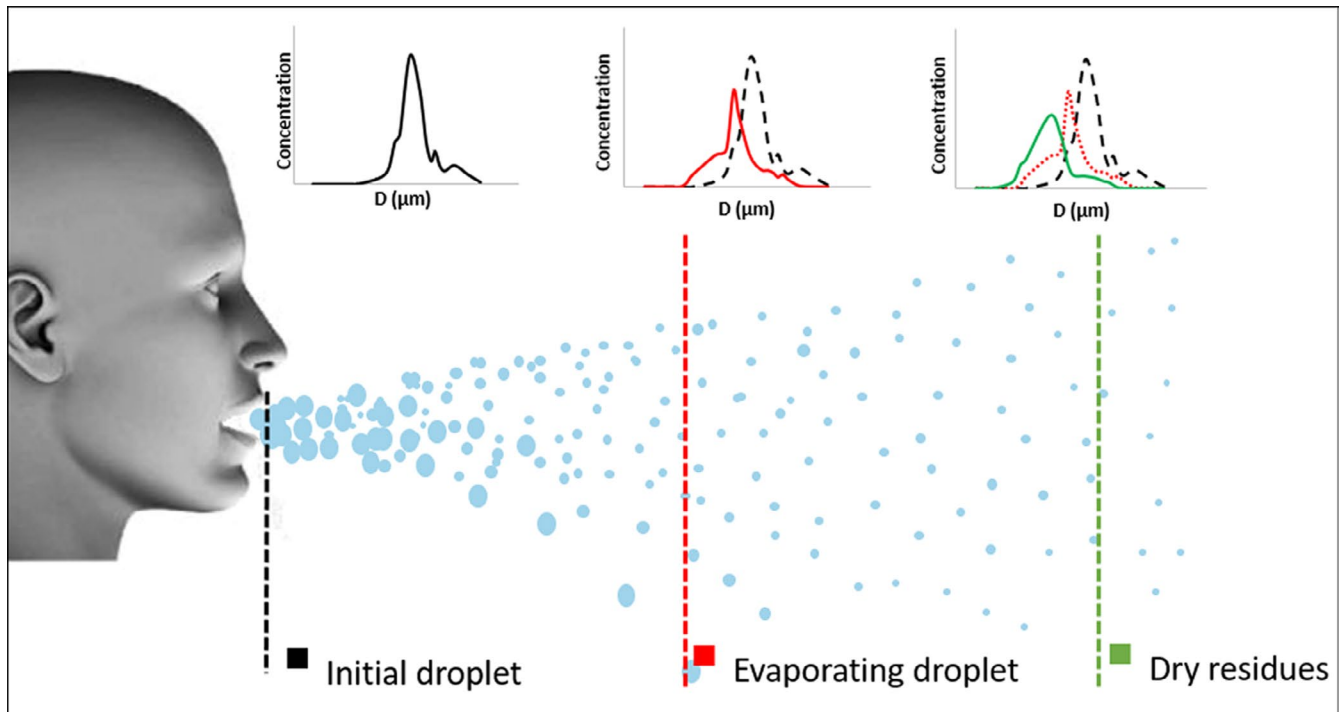 Concentration
D (μm)
Concentration
D (μm)
Concentration
D (μm)
Initial droplet
Evaporating droplet
Dry residues